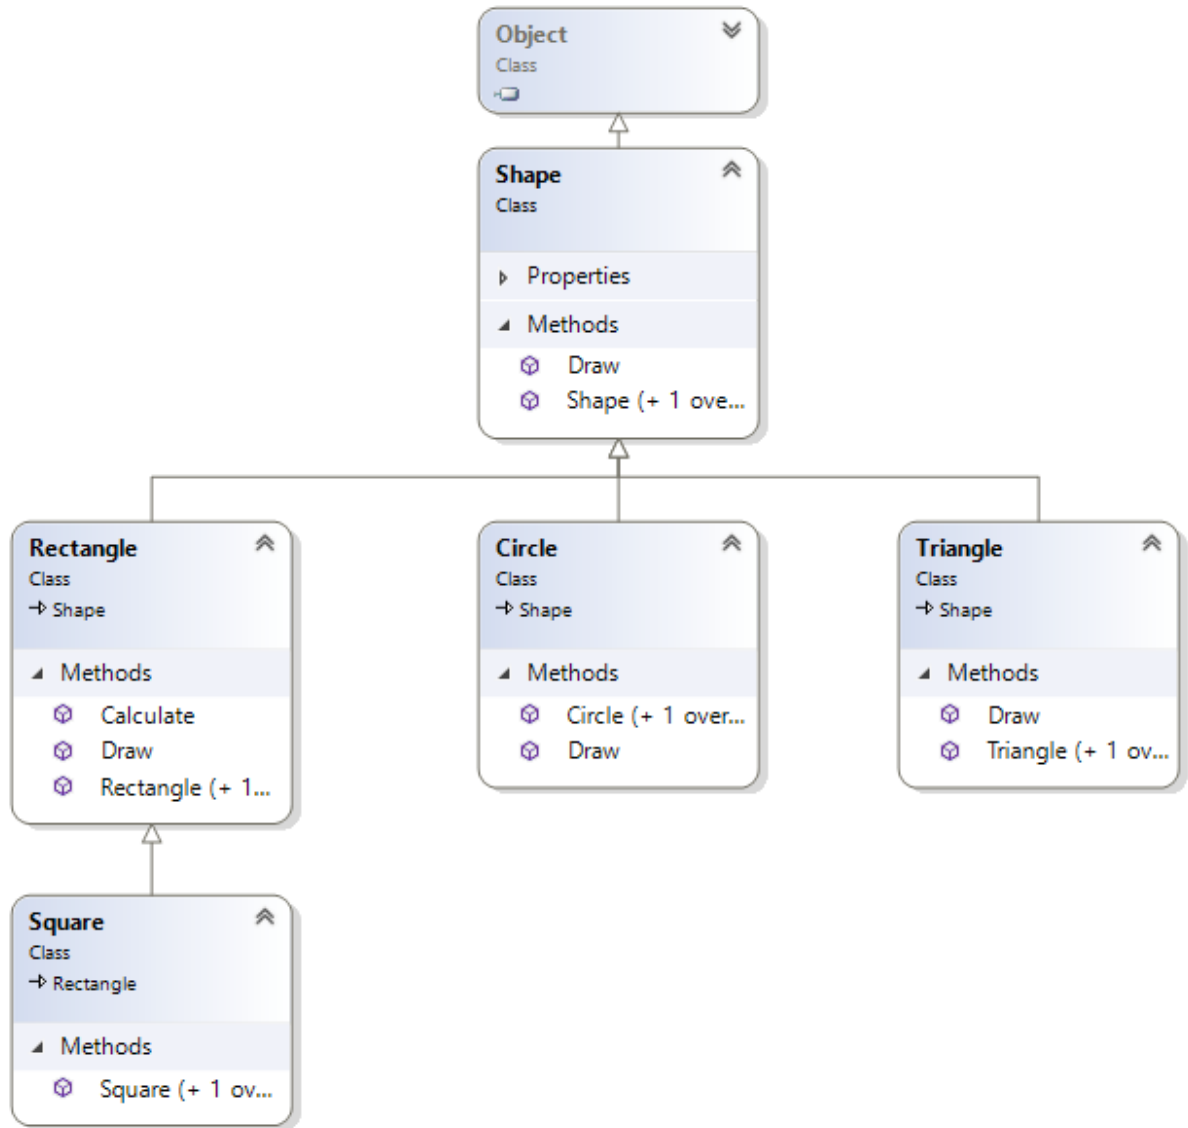 Object
Class
Shape
Class
Properties
Methods
Draw
Shape (+ 1 ove...
Rectangle
Class
Shape
Methods
Calculate
Draw
Rectangle (+ 1...
Circle
Class
Shape
Methods
Circle (+ 1 over...
Draw
Triangle
Class
Shape
Methods
Draw
Triangle (+ 1 ov...
Square
Class
Rectangle
Methods
Square (+ 1 ov...